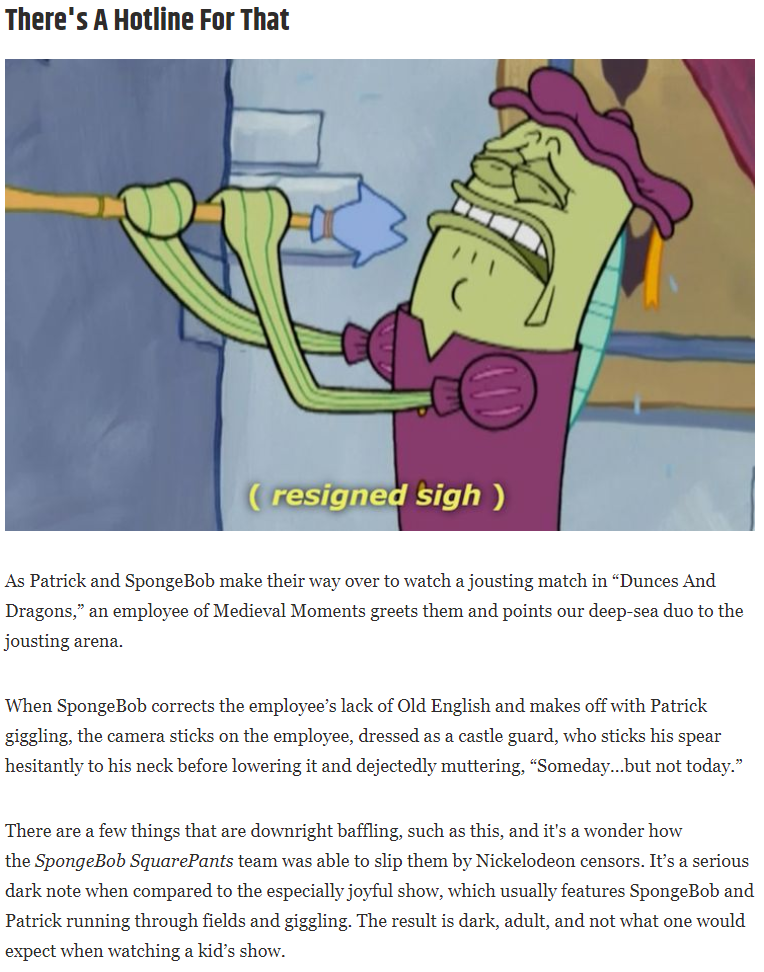 There's A Hotline For That
( resigned sigh )
As Patrick and SpongeBob make their way over to watch a jousting match in “Dunces And
Dragons,” an employee of Medieval Moments greets them and points our deep-sea duo to the
jousting arena.
When SpongeBob corrects the employee’s lack of Old English and makes off with Patrick
giggling, the camera sticks on the employee, dressed as a castle guard, who sticks his spear
hesitantly to his neck before lowering it and dejectedly muttering, “Someday…but not today.”
There are a few things that are downright baffling, such as this, and it's a wonder how
the SpongeBob SquarePants team was able to slip them by Nickelodeon censors. It’s a serious
dark note when compared to the especially joyful show, which usually features SpongeBob and
Patrick running through fields and giggling. The result is dark, adult, and not what one would
expect when watching a kid’s show.